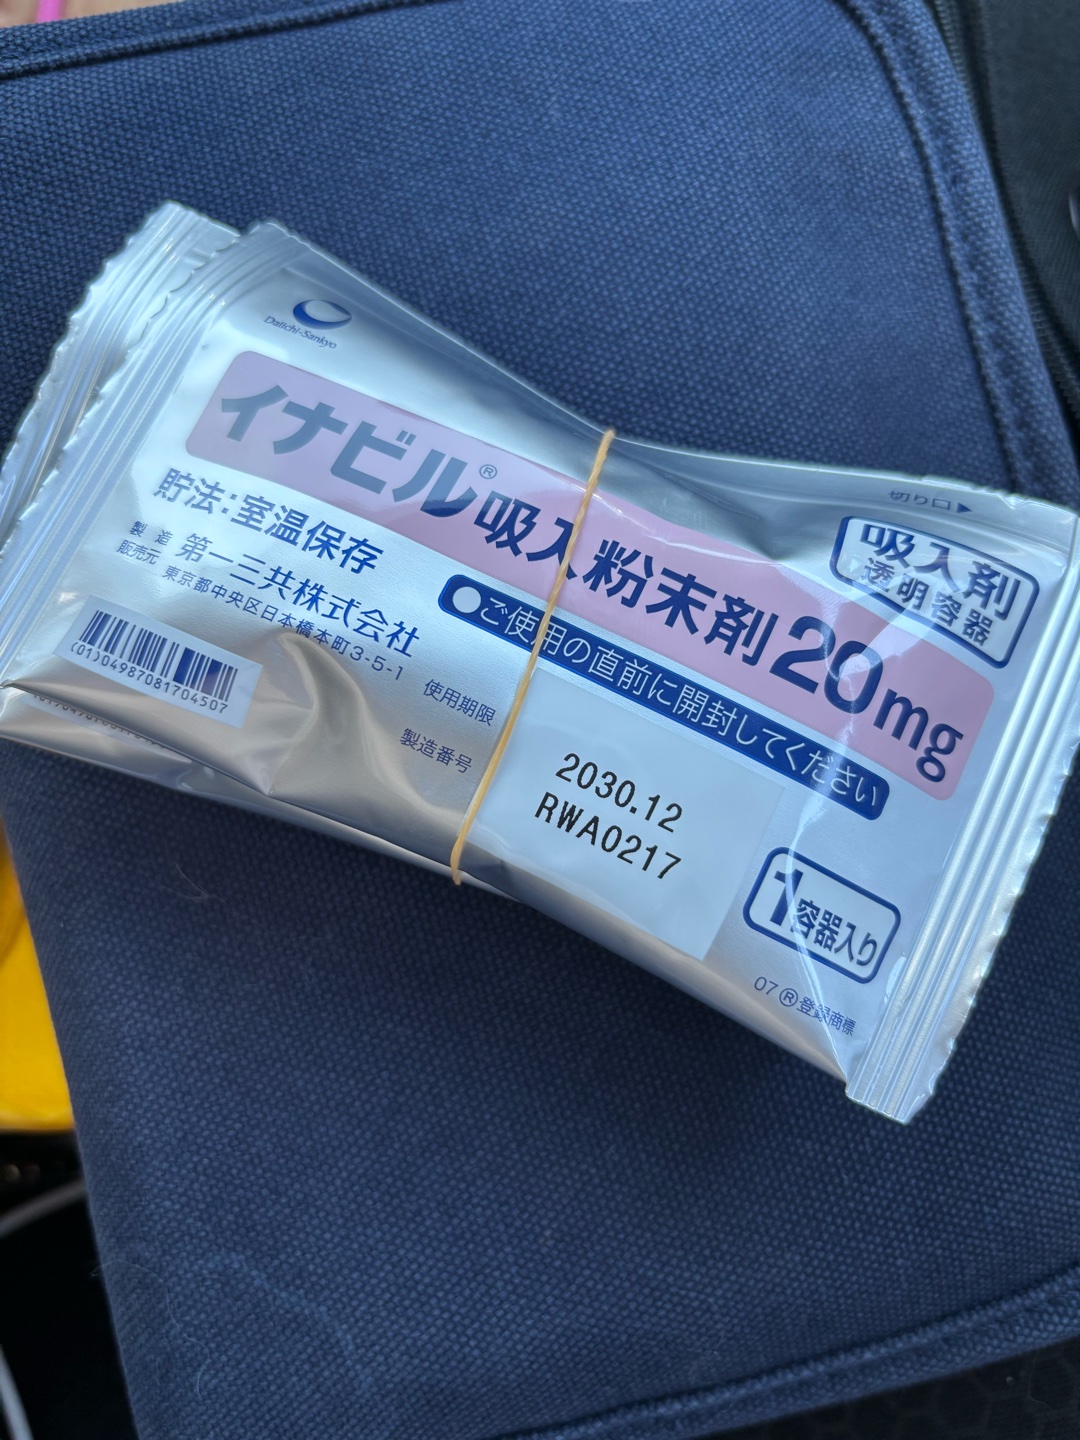 Daiichi-Sankyo
イナビル®吸入粉末剤20mg
切り口▶
吸入剤
透明容器
貯法:室温保存
●ご使用の直前に開封してください
製造
販売元
第一三共株式会社
東京都中央区日本橋本町3-5-1
(01)04987081704507
使用期限
2030.12
製造番号
RWA0217
1容器入り
07®登録商標